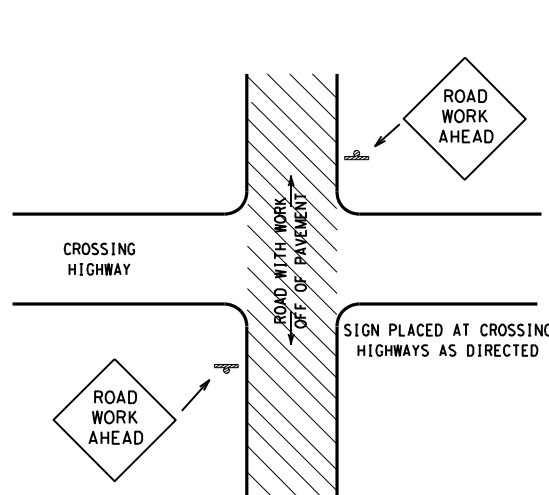 ROAD
WORK
AHEAD
CROSSING
HIGHWAY
ROAD WITH WORK
OFF OF PAVEMENT
SIGN PLACED AT CROSSING
HIGHWAYS AS DIRECTED
ROAD
WORK
AHEAD